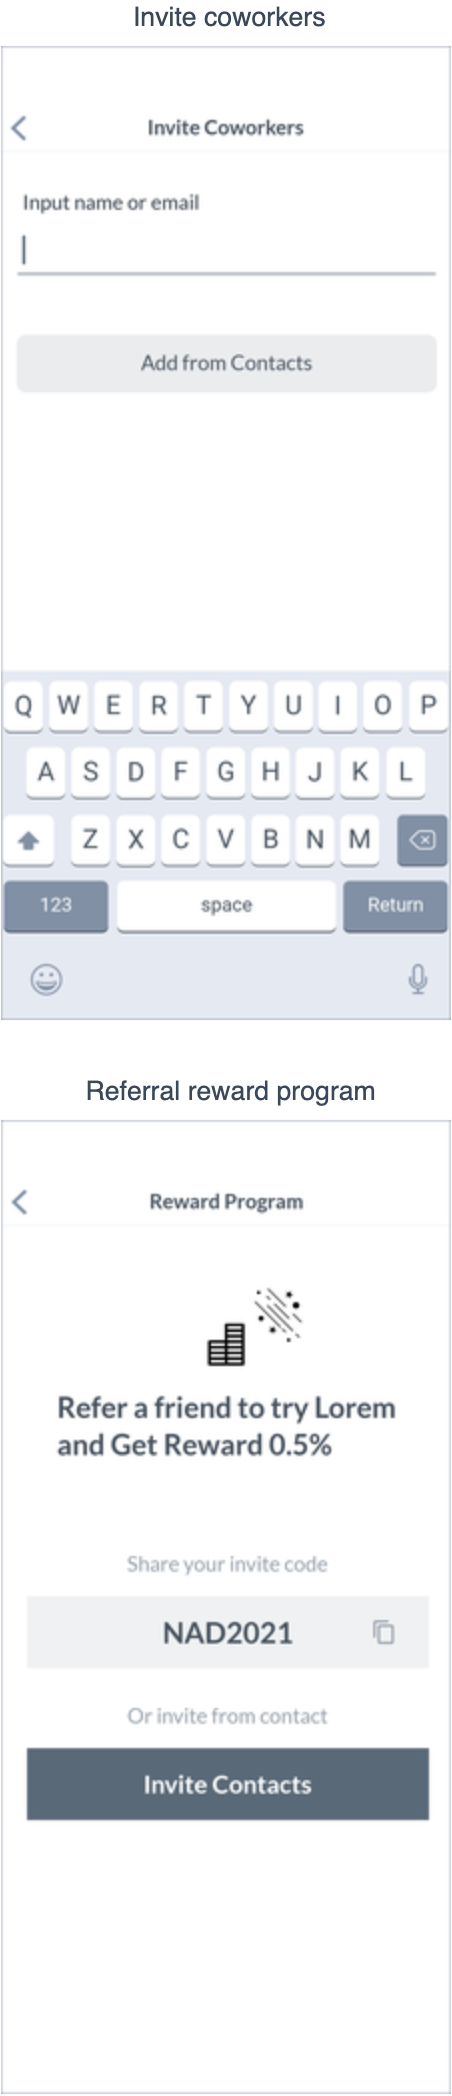 Invite coworkers
Invite Coworkers
Input name or email
Add from Contacts
Q W E R T Y U I O P
A S D F G H J K L
Z X C V B N M
123 space Return
Referral reward program
Reward Program
Refer a friend to try Lorem
and Get Reward 0.5%
Share your invite code
NAD2021
Or invite from contact
Invite Contacts